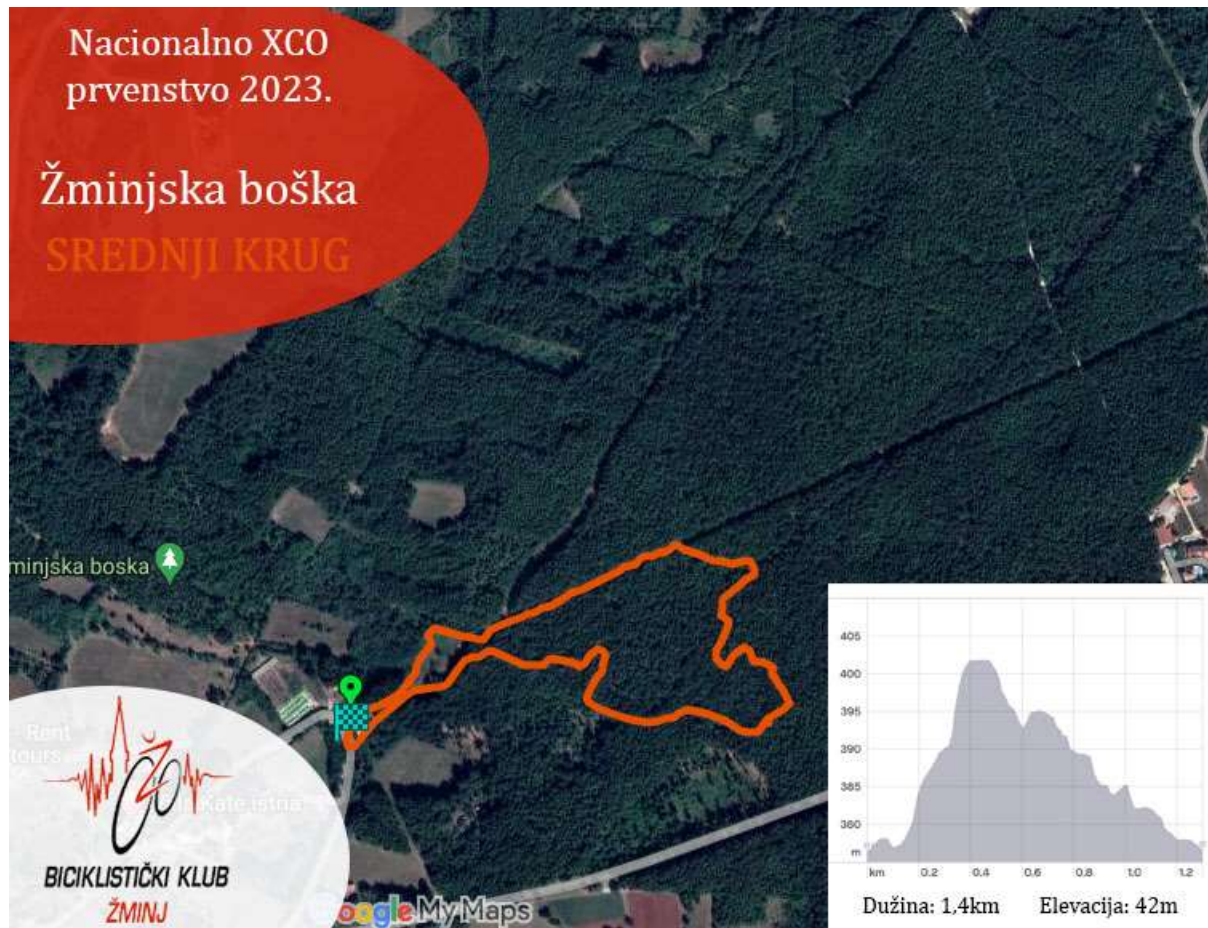 Nacionalno XCO
prvenstvo 2023.
Žminjska boška
SREDNJI KRUG
minjska boska
Rent
tours
Kate istria
BICIKLISTIČKI KLUB
ŽMINJ
Google My Maps
405
400
395
390
385
380
m
km 0.2 0.4 0.6 0.8 1.0 1.2
Dužina: 1,4km Elevacija: 42m